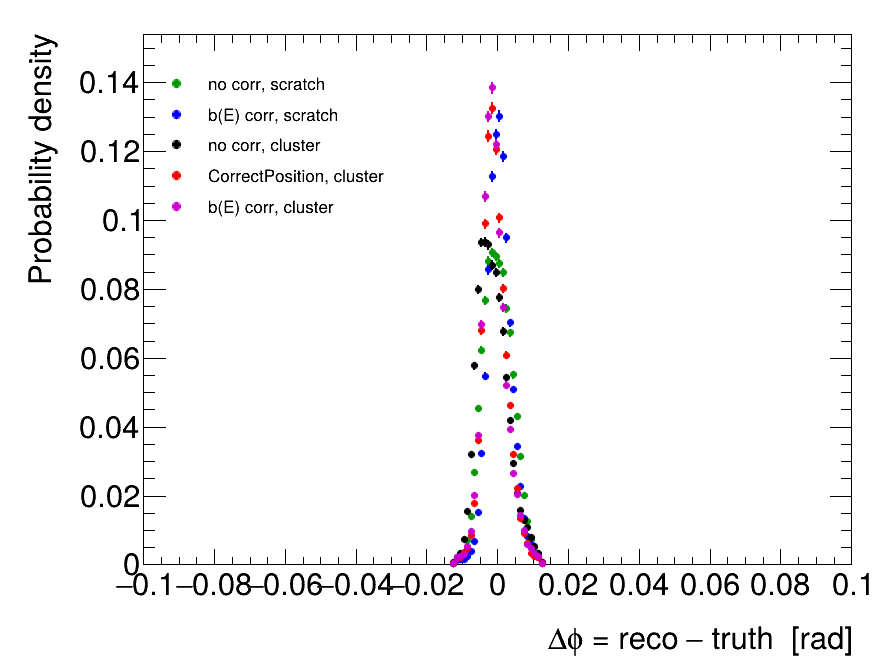 Probability density
0.14
0.12
0.1
0.08
0.06
0.04
0.02
0
no corr, scratch
b(E) corr, scratch
no corr, cluster
CorrectPosition, cluster
b(E) corr, cluster
−0.1 −0.08 −0.06 −0.04 −0.02 0 0.02 0.04 0.06 0.08 0.1
Δϕ = reco − truth [rad]